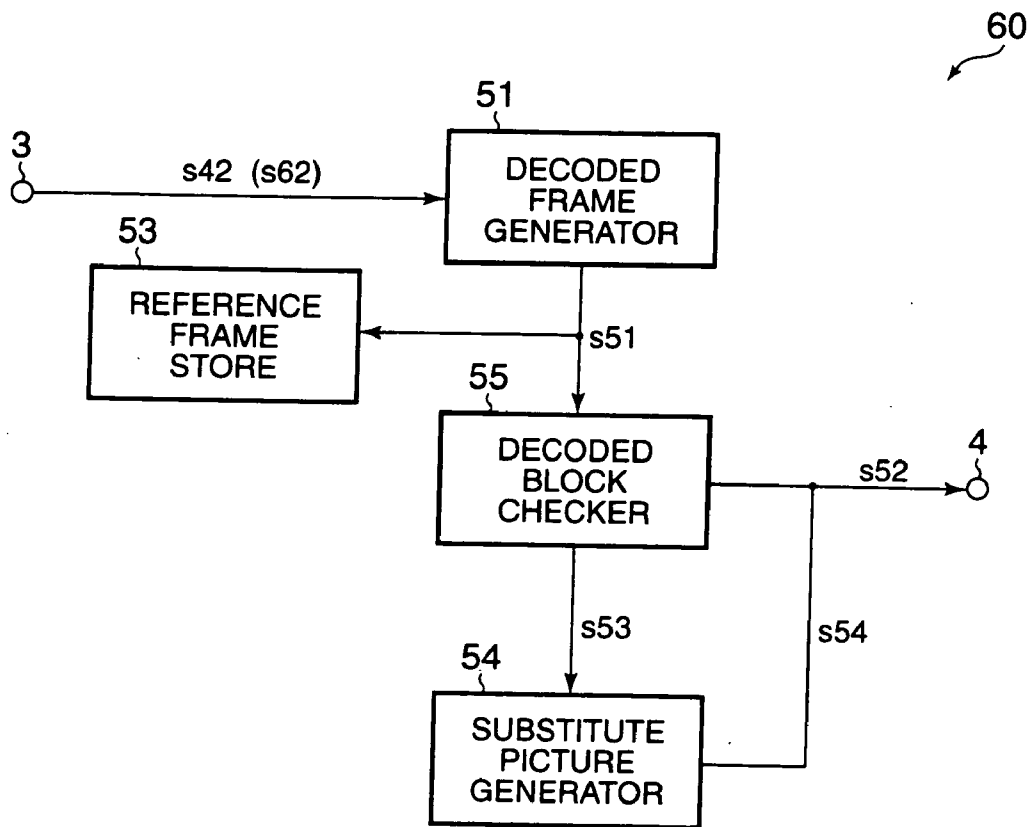 60
51
3
s42 (s62)
DECODED
FRAME
GENERATOR
53
REFERENCE
FRAME
STORE
s51
55
DECODED
BLOCK
CHECKER
s52
4
s53
s54
54
SUBSTITUTE
PICTURE
GENERATOR